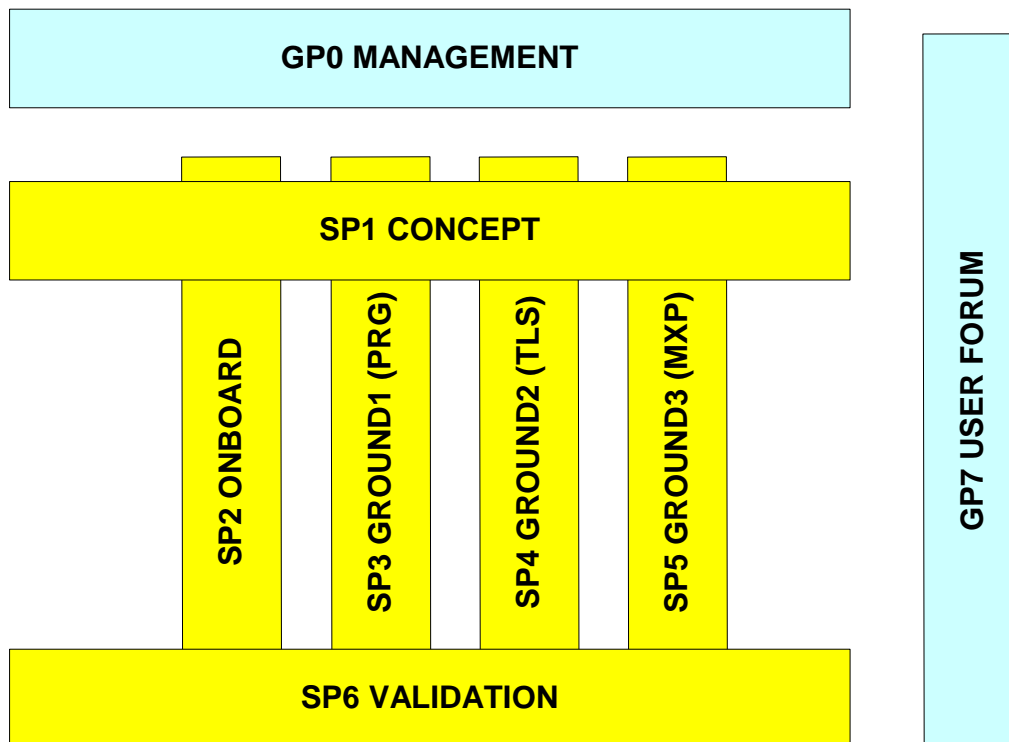 GP0 MANAGEMENT
SP1 CONCEPT
SP2 ONBOARD
SP3 GROUND1 (PRG)
SP4 GROUND2 (TLS)
SP5 GROUND3 (MXP)
SP6 VALIDATION
GP7 USER FORUM